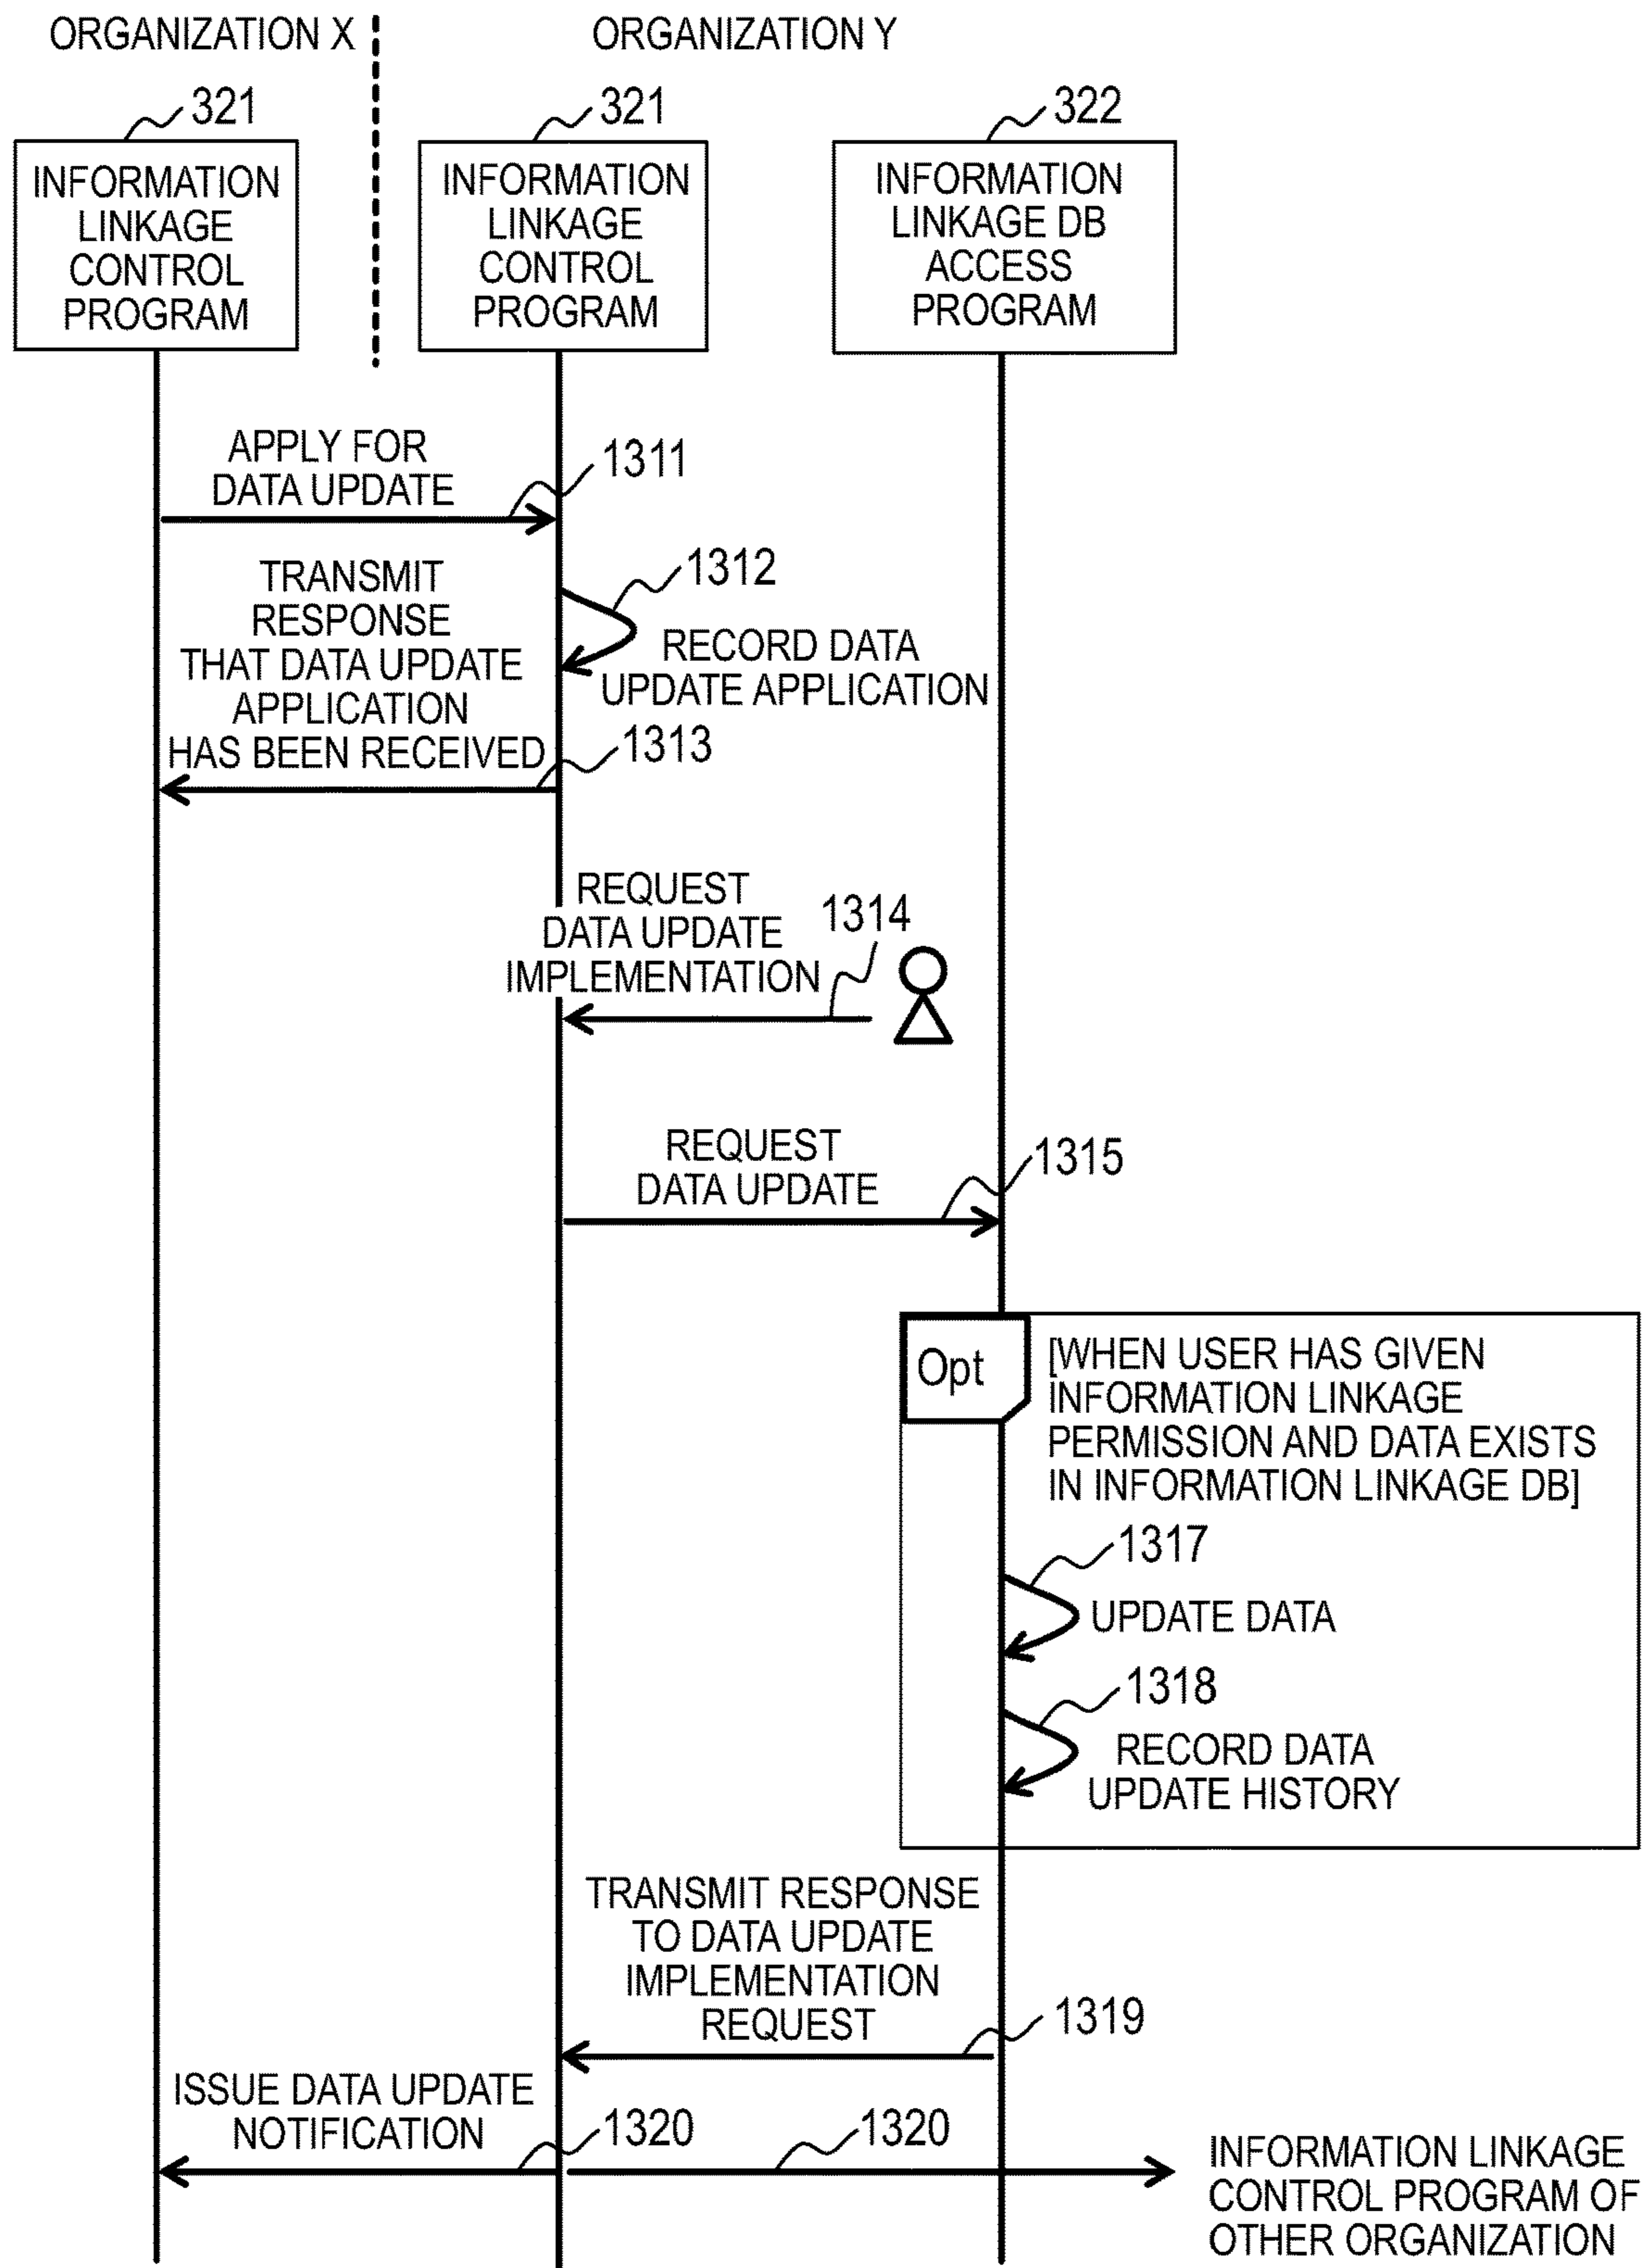 ORGANIZATION X
ORGANIZATION Y
321
INFORMATION
LINKAGE
CONTROL
PROGRAM
321
INFORMATION
LINKAGE
CONTROL
PROGRAM
322
INFORMATION
LINKAGE DB
ACCESS
PROGRAM
APPLY FOR
DATA UPDATE
1311
1312
RECORD DATA
UPDATE APPLICATION
TRANSMIT
RESPONSE
THAT DATA UPDATE
APPLICATION
HAS BEEN RECEIVED
1313
REQUEST
DATA UPDATE
IMPLEMENTATION
1314
REQUEST
DATA UPDATE
1315
Opt
[WHEN USER HAS GIVEN
INFORMATION LINKAGE
PERMISSION AND DATA EXISTS
IN INFORMATION LINKAGE DB]
1317
UPDATE DATA
1318
RECORD DATA
UPDATE HISTORY
TRANSMIT RESPONSE
TO DATA UPDATE
IMPLEMENTATION
REQUEST
1319
ISSUE DATA UPDATE
NOTIFICATION
1320
1320
INFORMATION LINKAGE
CONTROL PROGRAM OF
OTHER ORGANIZATION